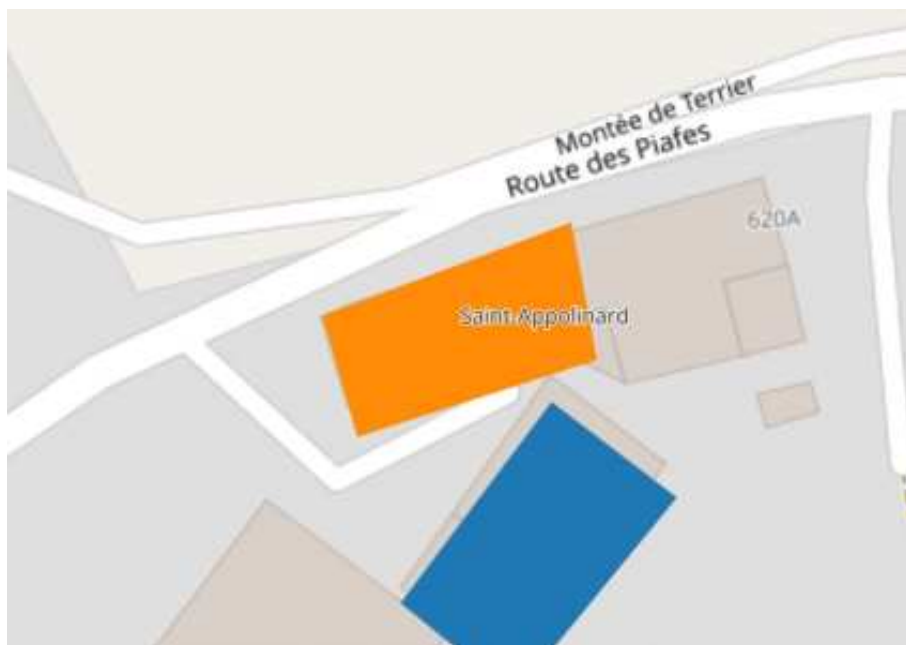 Montée de Terrier
Route des Piafes
620A
Saint-Appolinard